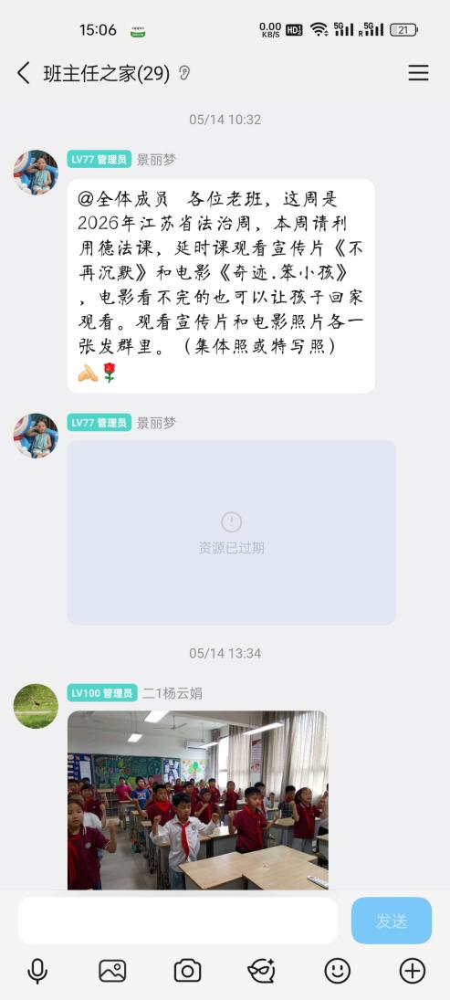 15:06
0.00 KB/S HD 5G 5G R 21
班主任之家(29)
05/14 10:32
LV77 管理员 景丽梦
@全体成员 各位老班，这周是
2026年江苏省法治周，本周请利
用德法课，延时课观看宣传片《不
再沉默》和电影《奇迹.笨小孩》
，电影看不完的也可以让孩子回家
观看。观看宣传片和电影照片各一
张发群里。（集体照或特写照）
LV77 管理员 景丽梦
资源已过期
05/14 13:34
LV100 管理员 二1杨云娟
发送